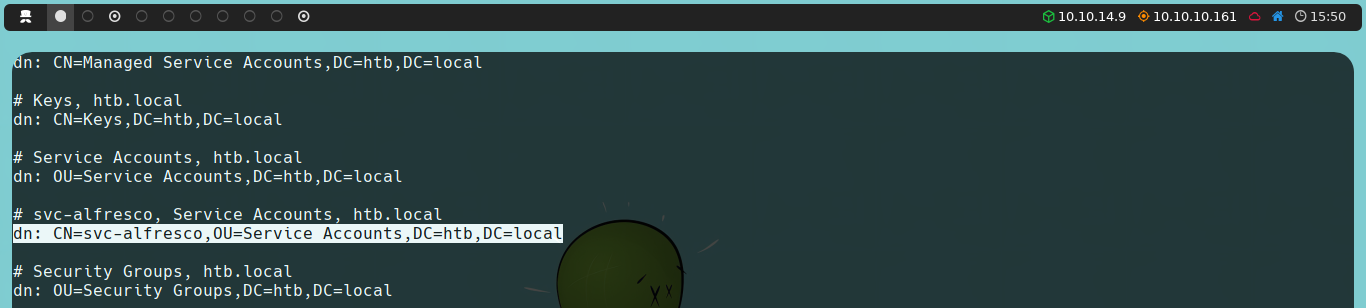 10.10.14.9 10.10.10.161 15:50
dn: CN=Managed Service Accounts,DC=htb,DC=local
# Keys, htb.local
dn: CN=Keys,DC=htb,DC=local
# Service Accounts, htb.local
dn: OU=Service Accounts,DC=htb,DC=local
# svc-alfresco, Service Accounts, htb.local
dn: CN=svc-alfresco,OU=Service Accounts,DC=htb,DC=local
# Security Groups, htb.local
dn: OU=Security Groups,DC=htb,DC=local